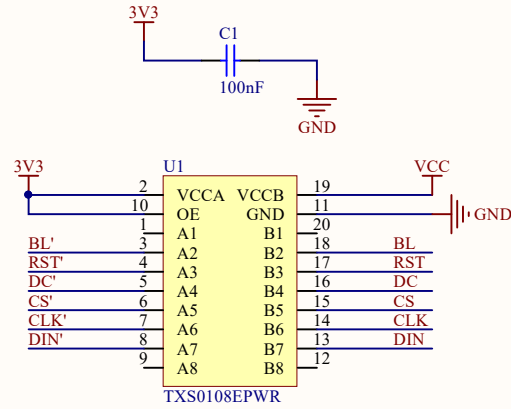 3V3
C1
100nF
GND
3V3
U1
VCC
2 VCCA VCCB 19
10 OE GND 11
GND
1 A1 B1 20
BL' 3 A2 B2 18 BL
RST' 4 A3 B3 17 RST
DC' 5 A4 B4 16 DC
CS' 6 A5 B5 15 CS
CLK' 7 A6 B6 14 CLK
DIN' 8 A7 B7 13 DIN
9 A8 B8 12
TXS0108EPWR